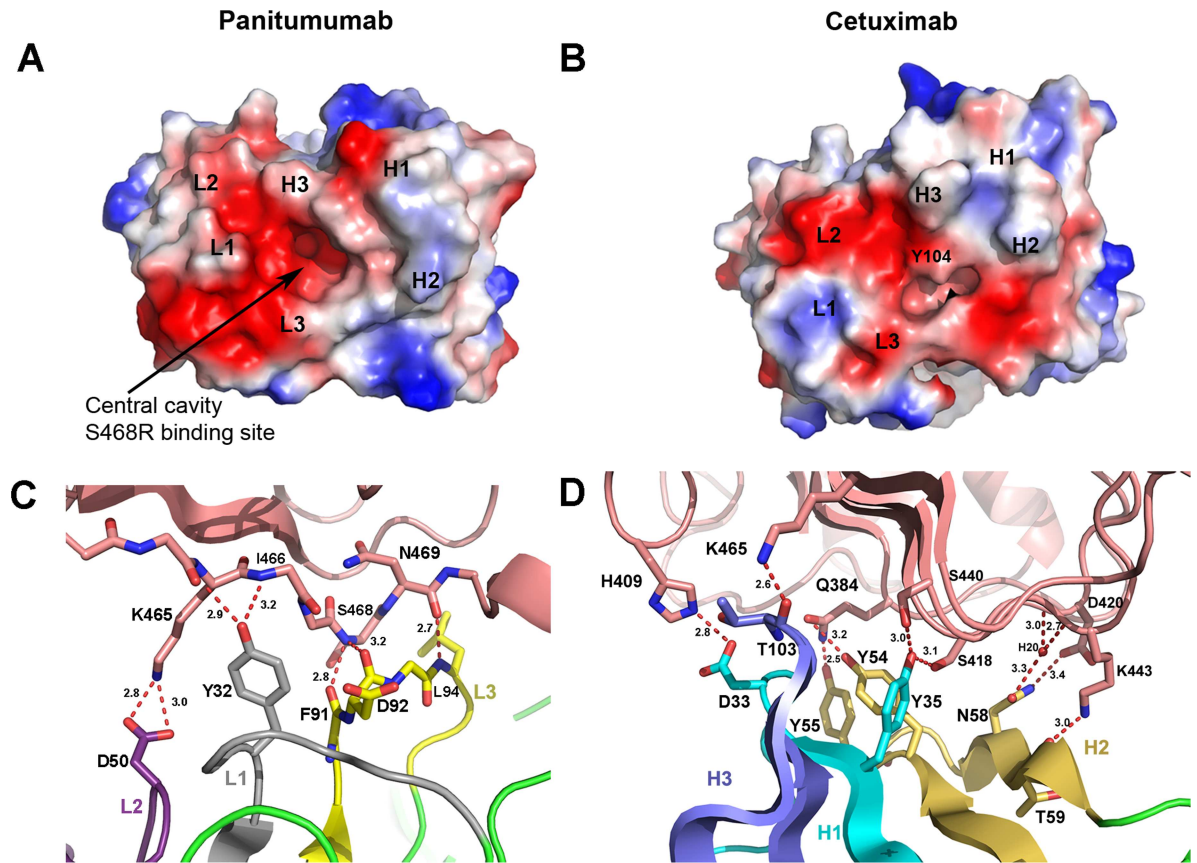 Panitumumab
Cetuximab
A
B
L2
H3
H1
L1
H2
L3
Central cavity
S468R binding site
H1
H3
L2
Y104
H2
L1
L3
C
I466
N469
K465
2.9
3.2
S468
3.2
2.7
2.8
3.0
Y32
2.8
F91
D92
L94
L3
D50
L1
L2
D
K465
H409
2.6
Q384
S440
D420
2.8
T103
3.2
3.0
3.0
2.7
H20
2.5
Y54
3.1
S418
3.3
3.4
K443
D33
Y55
Y35
N58
3.0
H2
H3
H1
T59